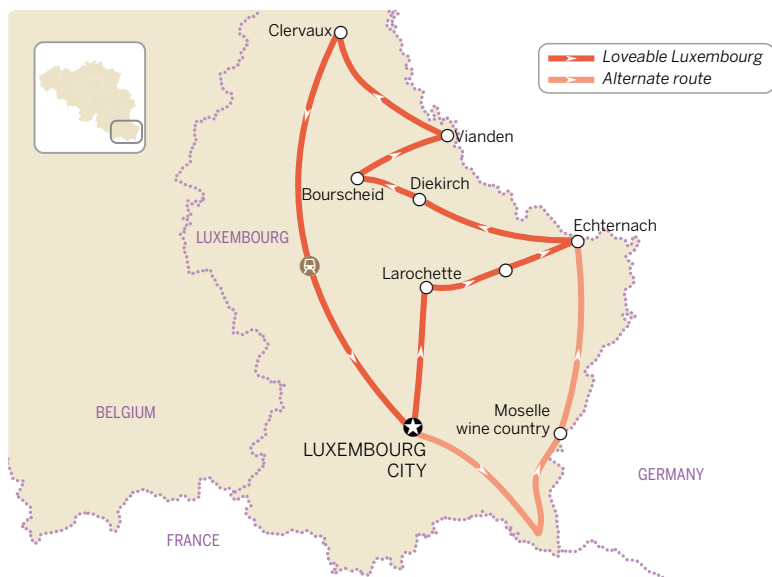 Clervaux
Loveable Luxembourg
Alternate route
Vianden
Diekirch
Bourscheid
Echternach
LUXEMBOURG
Larochette
BELGIUM
Moselle
wine country
LUXEMBOURG
CITY
GERMANY
FRANCE